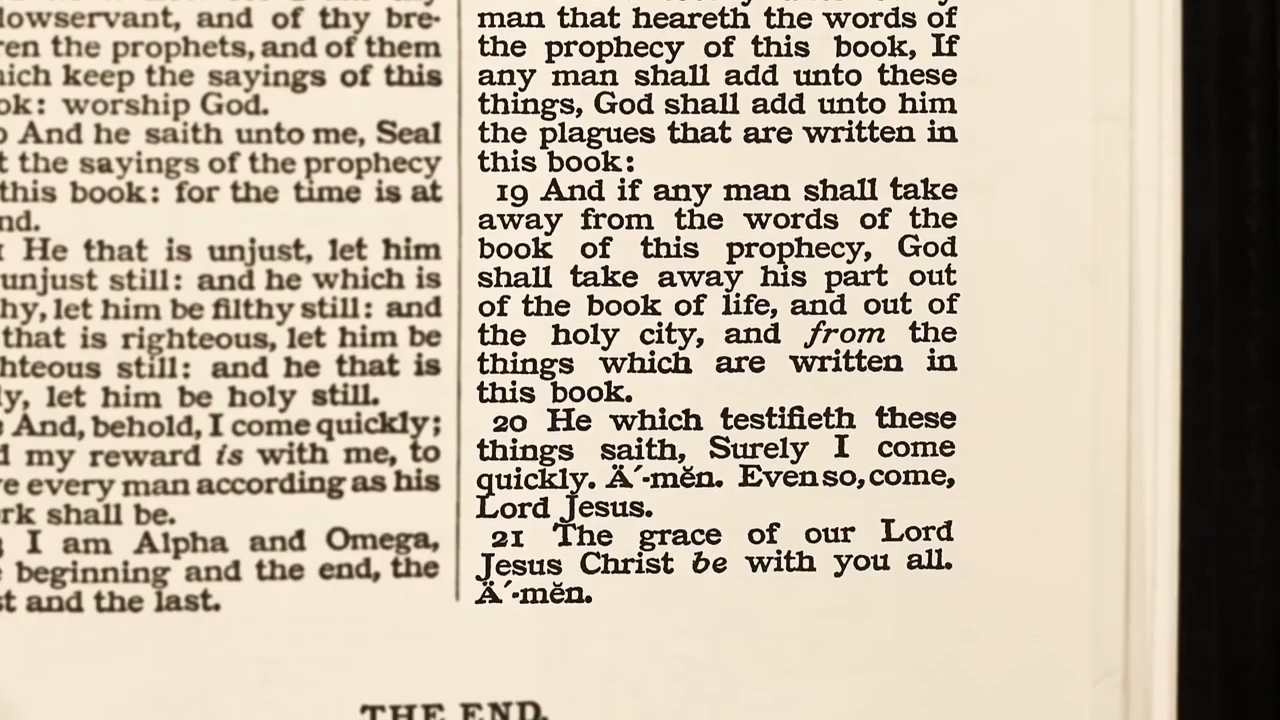 and of thy bre-
the prophets, and of them
keep the sayings of this
worship God.
And he saith unto me, Seal
the sayings of the prophecy
this book: for the time is at
He that is unjust, let him
unjust still: and he which is
let him be filthy still: and
that is righteous, let him be
still: and he that is
let him be holy still.
And, behold, I come quickly;
my reward is with me, to
every man according as his
shall be.
I am Alpha and Omega,
beginning and the end, the
and the last.
man that heareth the words of
the prophecy of this book, If
any man shall add unto these
things, God shall add unto him
the plagues that are written in
this book:
19 And if any man shall take
away from the words of the
book of this prophecy, God
shall take away his part out
of the book of life, and out of
the holy city, and from the
things which are written in
this book.
20 He which testifieth these
things saith, Surely I come
quickly. Ä′-mĕn. Even so, come,
Lord Jesus.
21 The grace of our Lord
Jesus Christ be with you all.
Ä′-mĕn.
THE END.